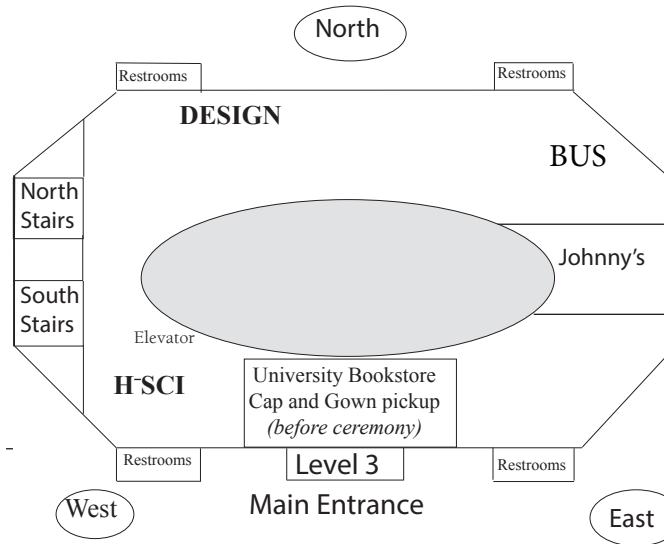 North
Restrooms
Restrooms
DESIGN
BUS
North
Stairs
Johnny's
South
Stairs
Elevator
H-SCI
University Bookstore
Cap and Gown pickup
(before ceremony)
Restrooms
Level 3
Restrooms
West
Main Entrance
East